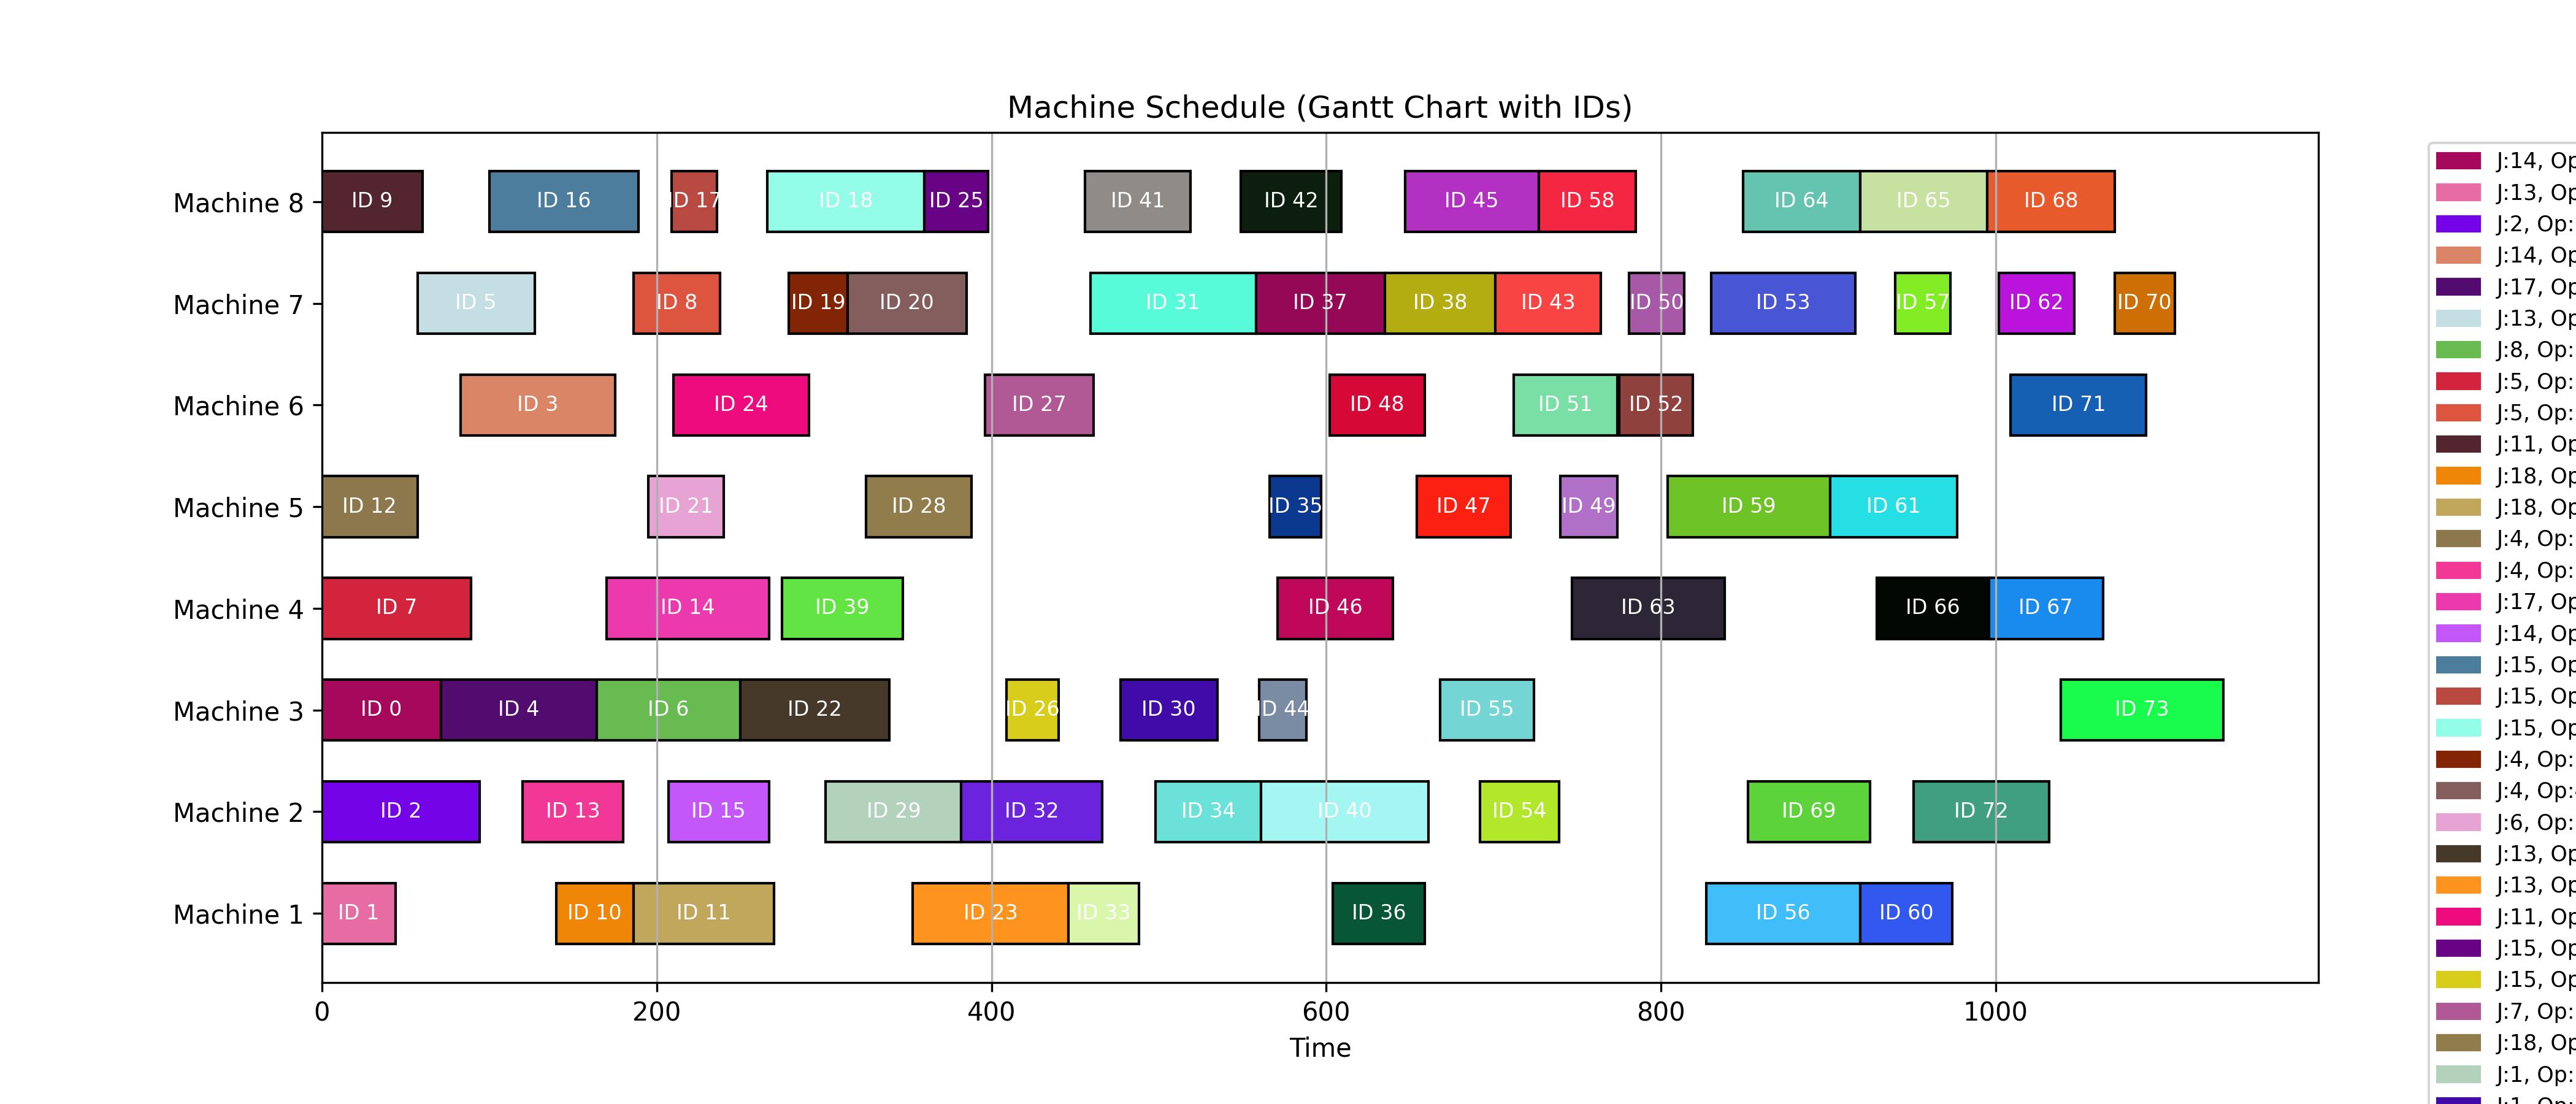 Machine Schedule (Gantt Chart with IDs)
Machine 8
ID 9
ID 16
ID 17
ID 18
ID 25
ID 41
ID 42
ID 45
ID 58
ID 64
ID 65
ID 68
Machine 7
ID 5
ID 8
ID 19
ID 20
ID 31
ID 37
ID 38
ID 43
ID 50
ID 53
ID 57
ID 62
ID 70
Machine 6
ID 3
ID 24
ID 27
ID 48
ID 51
ID 52
ID 71
Machine 5
ID 12
ID 21
ID 28
ID 35
ID 47
ID 49
ID 59
ID 61
Machine 4
ID 7
ID 14
ID 39
ID 46
ID 63
ID 66
ID 67
Machine 3
ID 0
ID 4
ID 6
ID 22
ID 26
ID 30
ID 44
ID 55
ID 73
Machine 2
ID 2
ID 13
ID 15
ID 29
ID 32
ID 34
ID 40
ID 54
ID 69
ID 72
Machine 1
ID 1
ID 10
ID 11
ID 23
ID 33
ID 36
ID 56
ID 60
0
200
400
600
800
1000
Time
J:14, Op
J:13, Op
J:2, Op:
J:14, Op
J:17, Op
J:13, Op
J:8, Op:
J:5, Op:
J:5, Op:
J:11, Op
J:18, Op
J:18, Op
J:4, Op:
J:4, Op:
J:17, Op
J:14, Op
J:15, Op
J:15, Op
J:15, Op
J:4, Op:
J:4, Op:
J:6, Op:
J:13, Op
J:13, Op
J:11, Op
J:15, Op
J:15, Op
J:7, Op:
J:18, Op
J:1, Op:
J:1, Op: